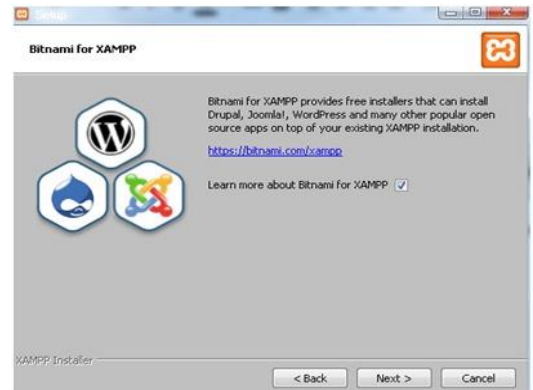 Setup
Bitnami for XAMPP
Bitnami for XAMPP provides free installers that can install
Drupal, Joomla!, WordPress and many other popular open
source apps on top of your existing XAMPP installation.
https://bitnami.com/xampp
Learn more about Bitnami for XAMPP
XAMPP Installer
< Back
Next >
Cancel